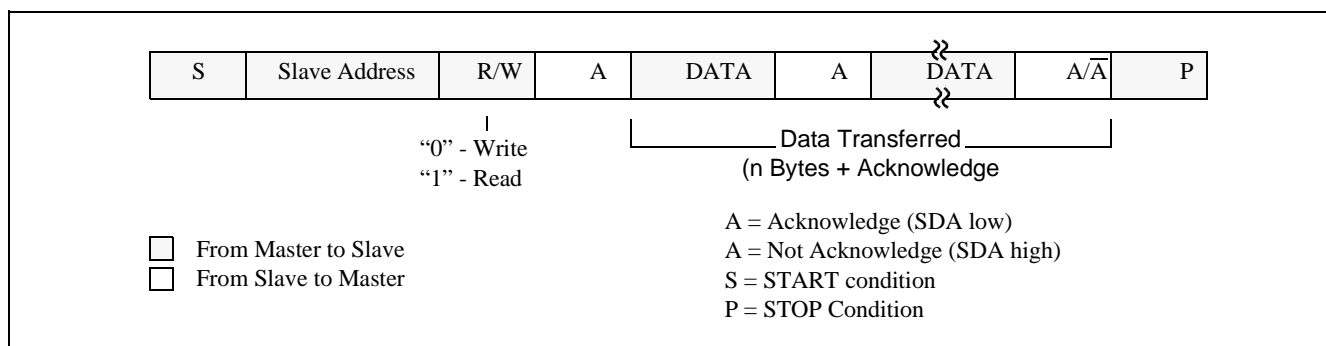 S Slave Address R/W A DATA A DATA A/A̅ P
“0” - Write
“1” - Read
Data Transferred
(n Bytes + Acknowledge
From Master to Slave
From Slave to Master
A = Acknowledge (SDA low)
A = Not Acknowledge (SDA high)
S = START condition
P = STOP Condition